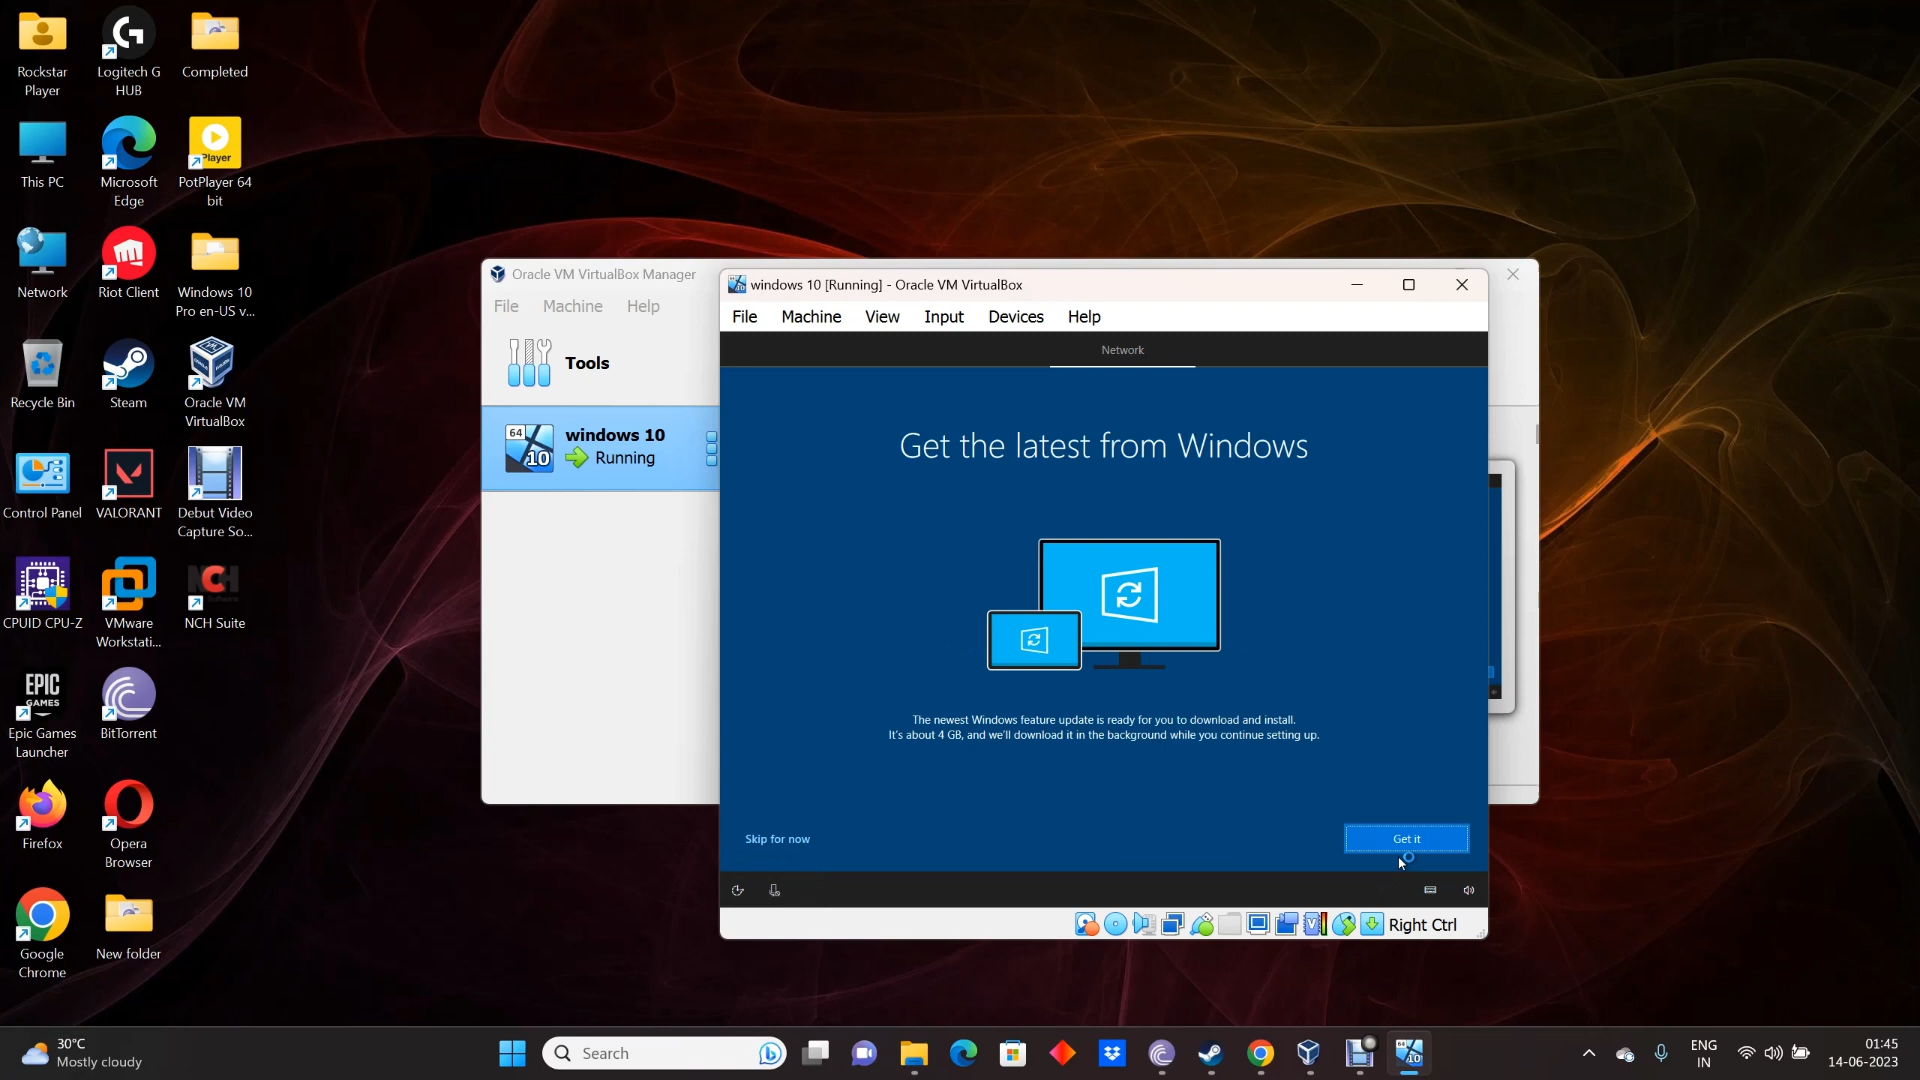 Rockstar
Player
Logitech G
HUB
Completed
This PC
Microsoft
Edge
Player
PotPlayer 64
bit
Network
Riot Client
Windows 10
Pro en-US v...
Recycle Bin
Steam
Oracle VM
VirtualBox
Control Panel
VALORANT
Debut Video
Capture So...
CPUID CPU-Z
VMware
Workstati...
NCH
NCH Suite
EPIC
GAMES
Epic Games
Launcher
BitTorrent
Firefox
Opera
Browser
Google
Chrome
New folder
Oracle VM VirtualBox Manager
File Machine Help
Tools
64
10
windows 10
Running
windows 10 [Running] - Oracle VM VirtualBox
File Machine View Input Devices Help
Network
Get the latest from Windows
The newest Windows feature update is ready for you to download and install.
It's about 4 GB, and we'll download it in the background while you continue setting up.
Skip for now
Get it
Right Ctrl
30°C
Mostly cloudy
Search
ENG
IN
01:45
14-06-2023